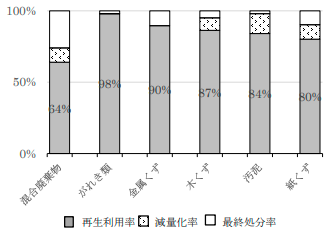 100%
50%
0%
64%
98%
90%
87%
84%
80%
混合廃棄物
がれき類
金属くず
木くず
汚泥
紙くず
再生利用率 減量化率 最終処分率